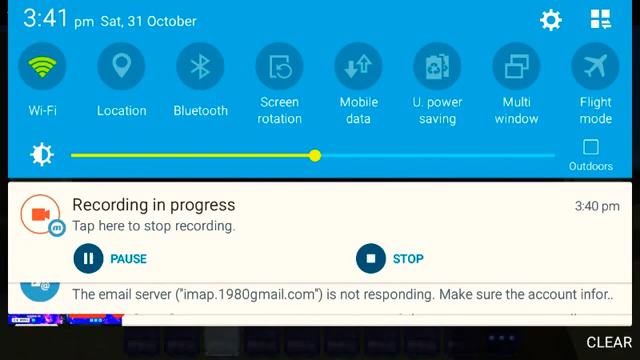 3:41 pm Sat, 31 October
Wi-Fi
Location
Bluetooth
Screen
rotation
Mobile
data
U. power
saving
Multi
window
Flight
mode
Outdoors
Recording in progress
3:40 pm
Tap here to stop recording.
m
PAUSE
STOP
The email server ("imap.1980gmail.com") is not responding. Make sure the account infor..
CLEAR